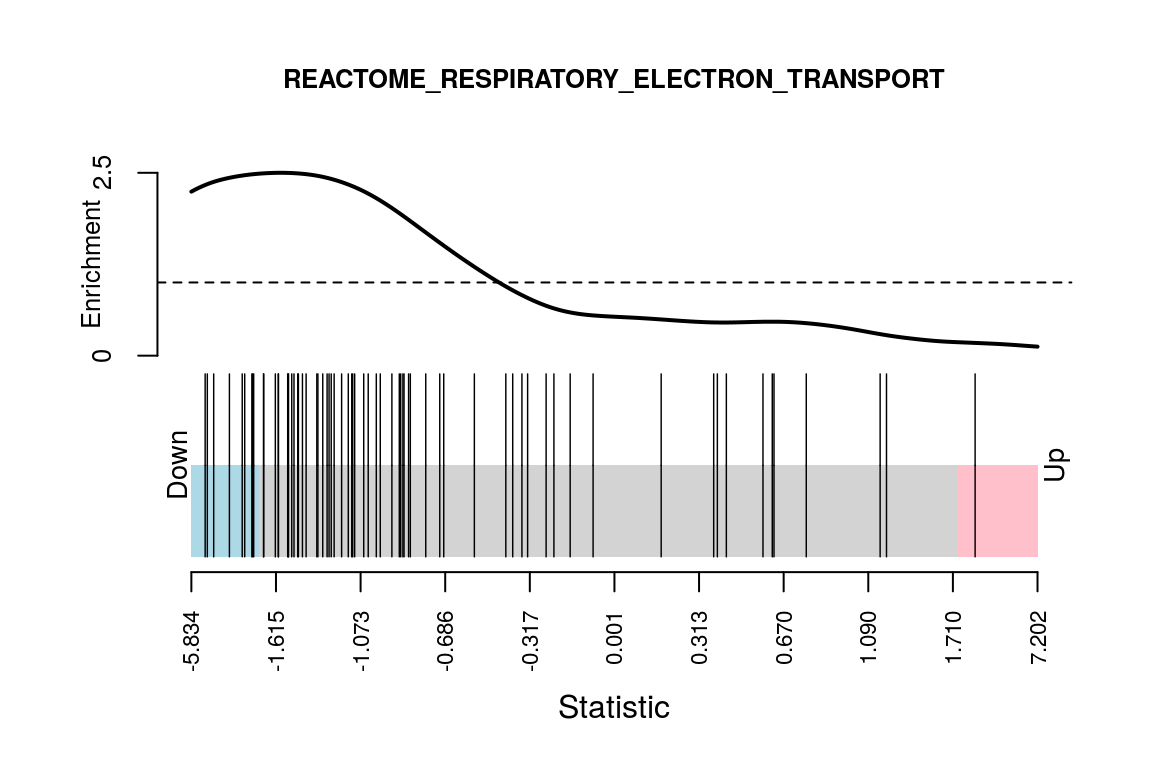 REACTOME_RESPIRATORY_ELECTRON_TRANSPORT
Enrichment
2.5
0
Down
Up
-5.834
-1.615
-1.073
-0.686
-0.317
0.001
0.313
0.670
1.090
1.710
7.202
Statistic